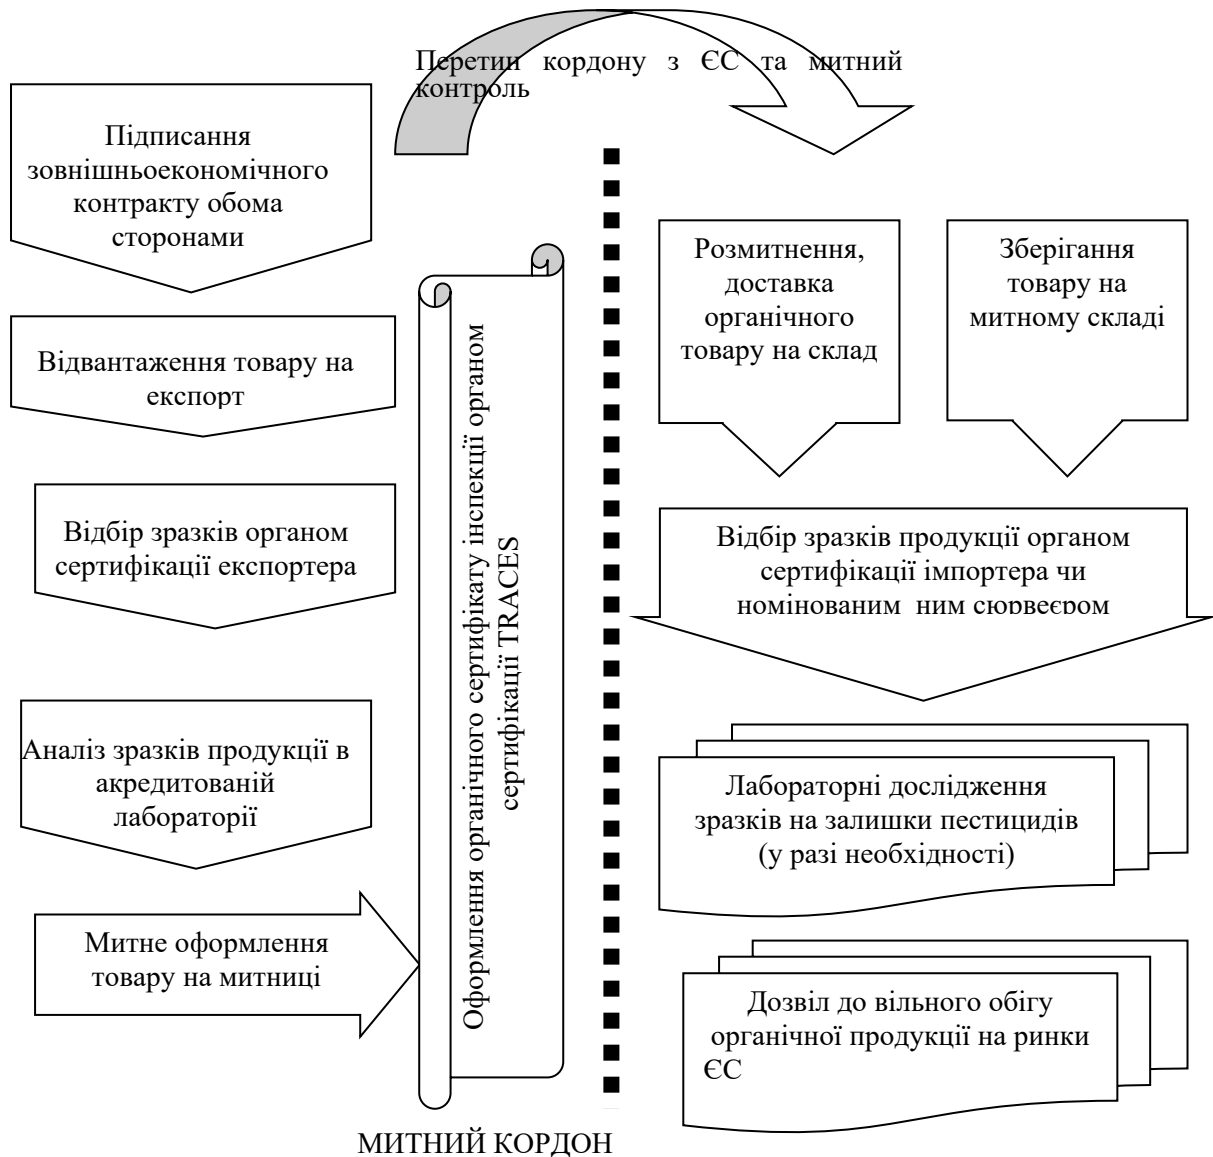 Перетин кордону з ЄС та митний
контроль
Підписання
зовнішньоекономічного
контракту обома
сторонами
Відвантаження товару на
експорт
Відбір зразків органом
сертифікації експортера
Аналіз зразків продукції в
акредитованій
лабораторії
Митне оформлення
товару на митниці
Оформлення органічного сертифікату інспекції органом
сертифікації TRACES
Розмитнення,
доставка
органічного
товару на склад
Зберігання
товару на
митному складі
Відбір зразків продукції органом
сертифікації імпортера чи
номінованим ним сюрвеєром
Лабораторні дослідження
зразків на залишки пестицидів
(у разі необхідності)
Дозвіл до вільного обігу
органічної продукції на ринки
ЄС
МИТНИЙ КОРДОН